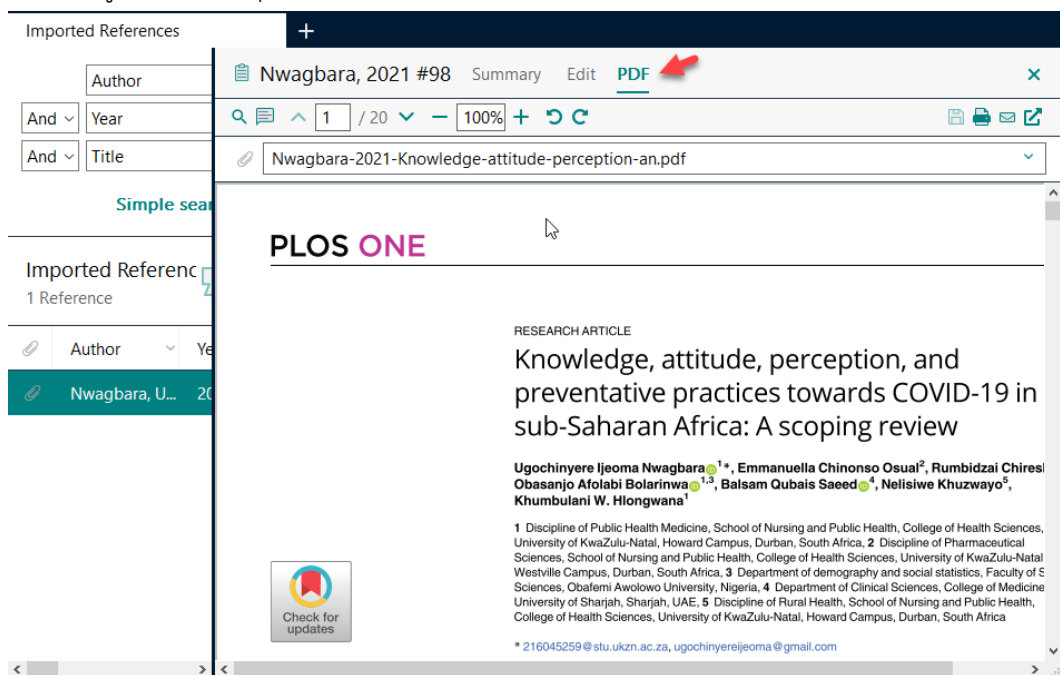 Imported References +
Author
And Year
And Title
Simple sear
Imported Referenc
1 Reference
Author Ye
Nwagbara, U... 20
Nwagbara, 2021 #98 Summary Edit PDF ×
1 / 20 100%
Nwagbara-2021-Knowledge-attitude-perception-an.pdf
PLOS ONE
RESEARCH ARTICLE
Knowledge, attitude, perception, and
preventative practices towards COVID-19 in
sub-Saharan Africa: A scoping review
Ugochinyere Ijeoma Nwagbara 1*, Emmanuella Chinonso Osual2, Rumbidzai Chiresl
Obasanjo Afolabi Bolarinwa 1,3, Balsam Qubais Saeed 4, Nelisiwe Khuzwayo5,
Khumbulani W. Hlongwana1
1 Discipline of Public Health Medicine, School of Nursing and Public Health, College of Health Sciences,
University of KwaZulu-Natal, Howard Campus, Durban, South Africa, 2 Discipline of Pharmaceutical
Sciences, School of Nursing and Public Health, College of Health Sciences, University of KwaZulu-Natal
Westville Campus, Durban, South Africa, 3 Department of demography and social statistics, Faculty of S
Sciences, Obafemi Awolowo University, Nigeria, 4 Department of Clinical Sciences, College of Medicine
University of Sharjah, Sharjah, UAE, 5 Discipline of Rural Health, School of Nursing and Public Health,
College of Health Sciences, University of KwaZulu-Natal, Howard Campus, Durban, South Africa
* 216045259@stu.ukzn.ac.za, ugochinyereijeoma@gmail.com
Check for
updates